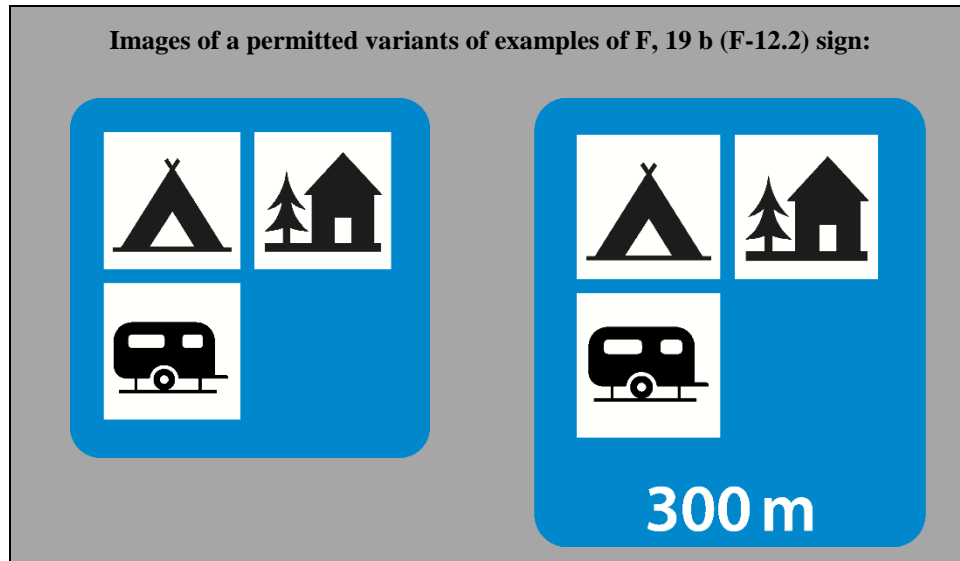 Images of a permitted variants of examples of F, 19 b (F-12.2) sign:
300 m